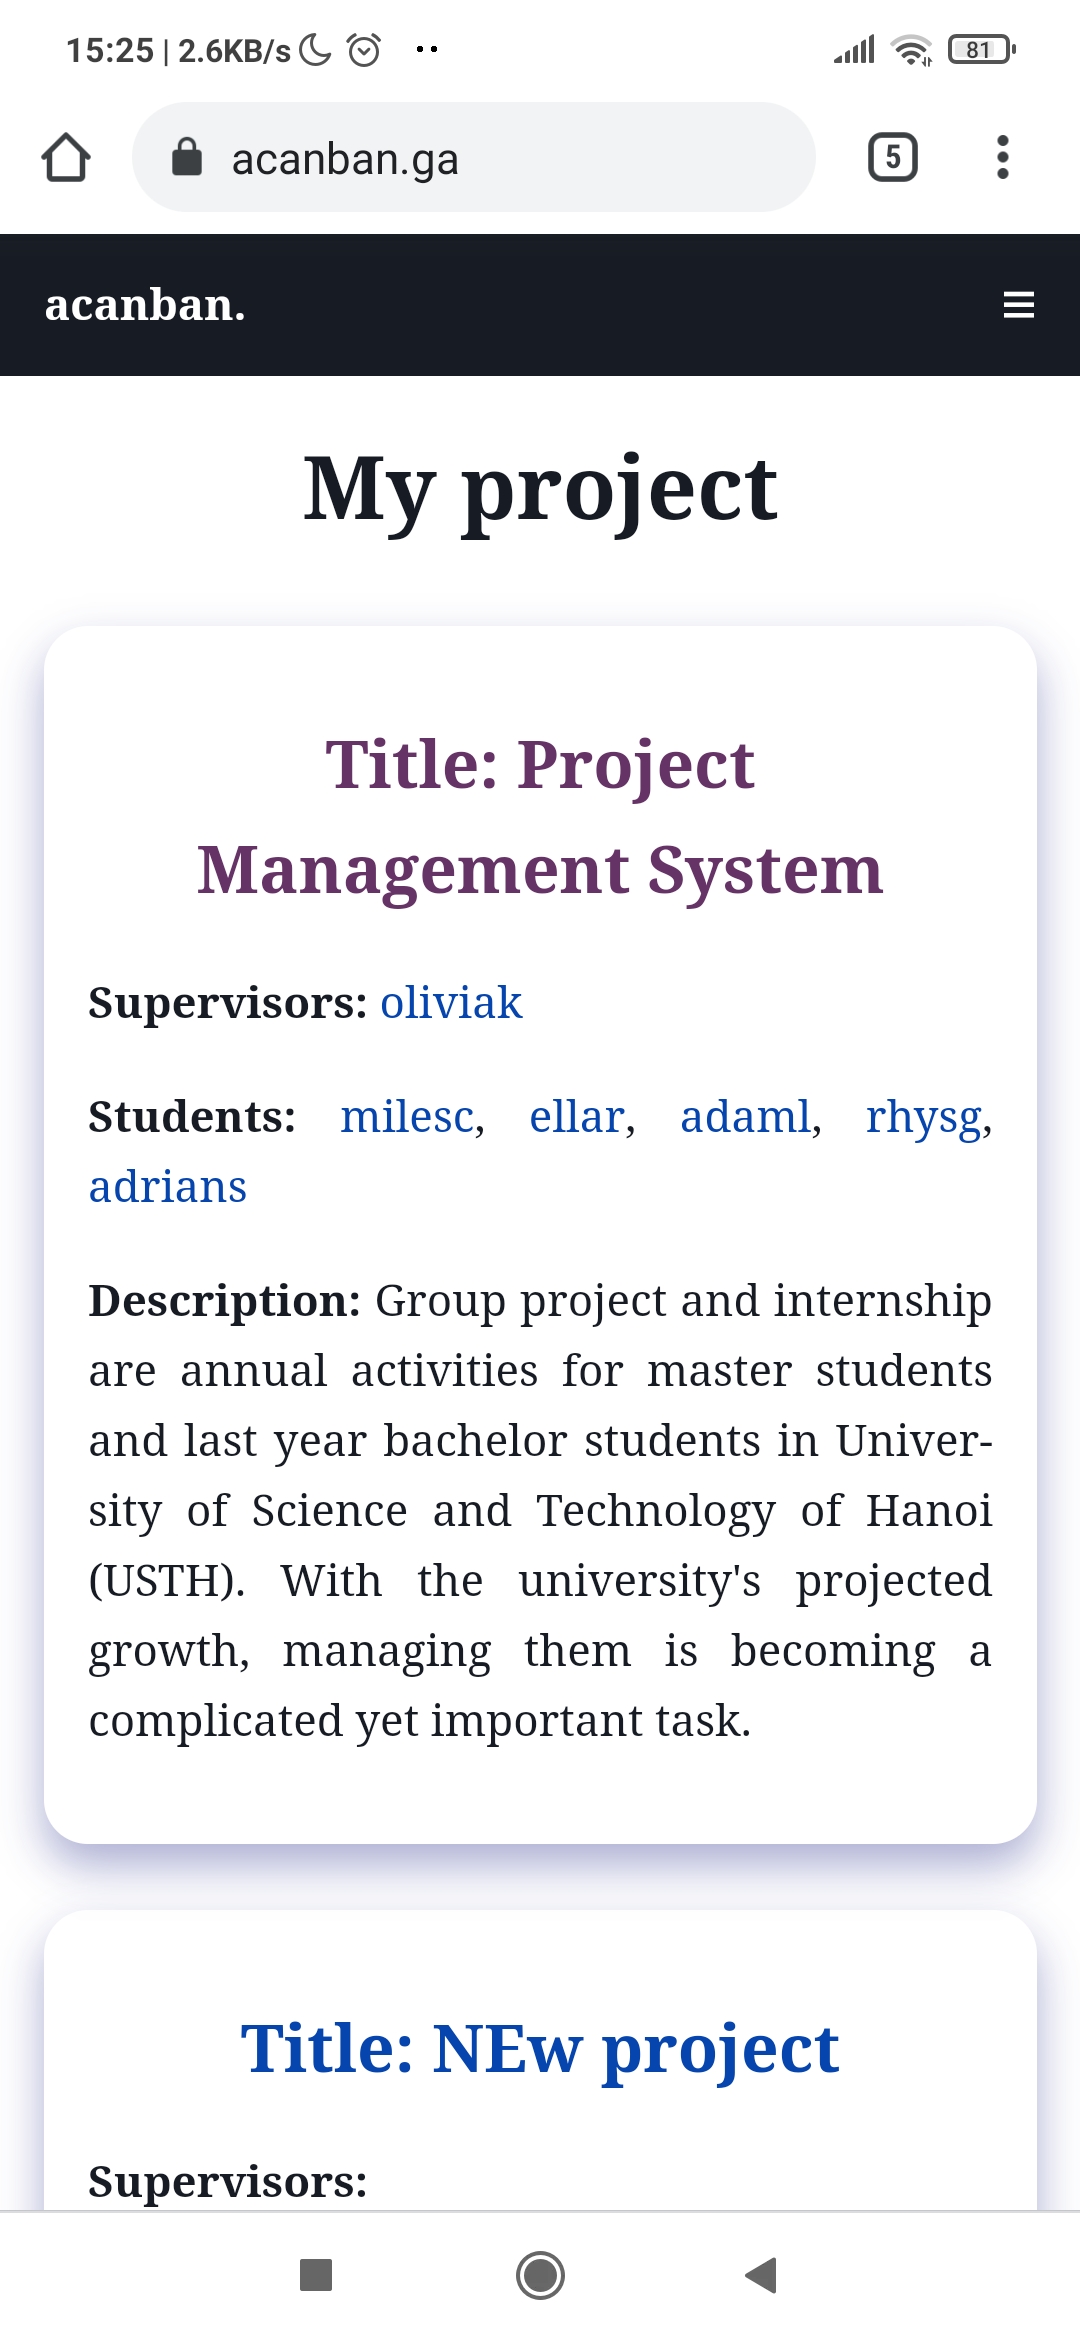 15:25 | 2.6KB/s
81
acanban.ga
5
acanban.
My project
Title: Project
Management System
Supervisors: oliviak
Students: milesc, ellar, adaml, rhysg,
adrians
Description: Group project and internship
are annual activities for master students
and last year bachelor students in Univer-
sity of Science and Technology of Hanoi
(USTH). With the university's projected
growth, managing them is becoming a
complicated yet important task.
Title: NEw project
Supervisors: